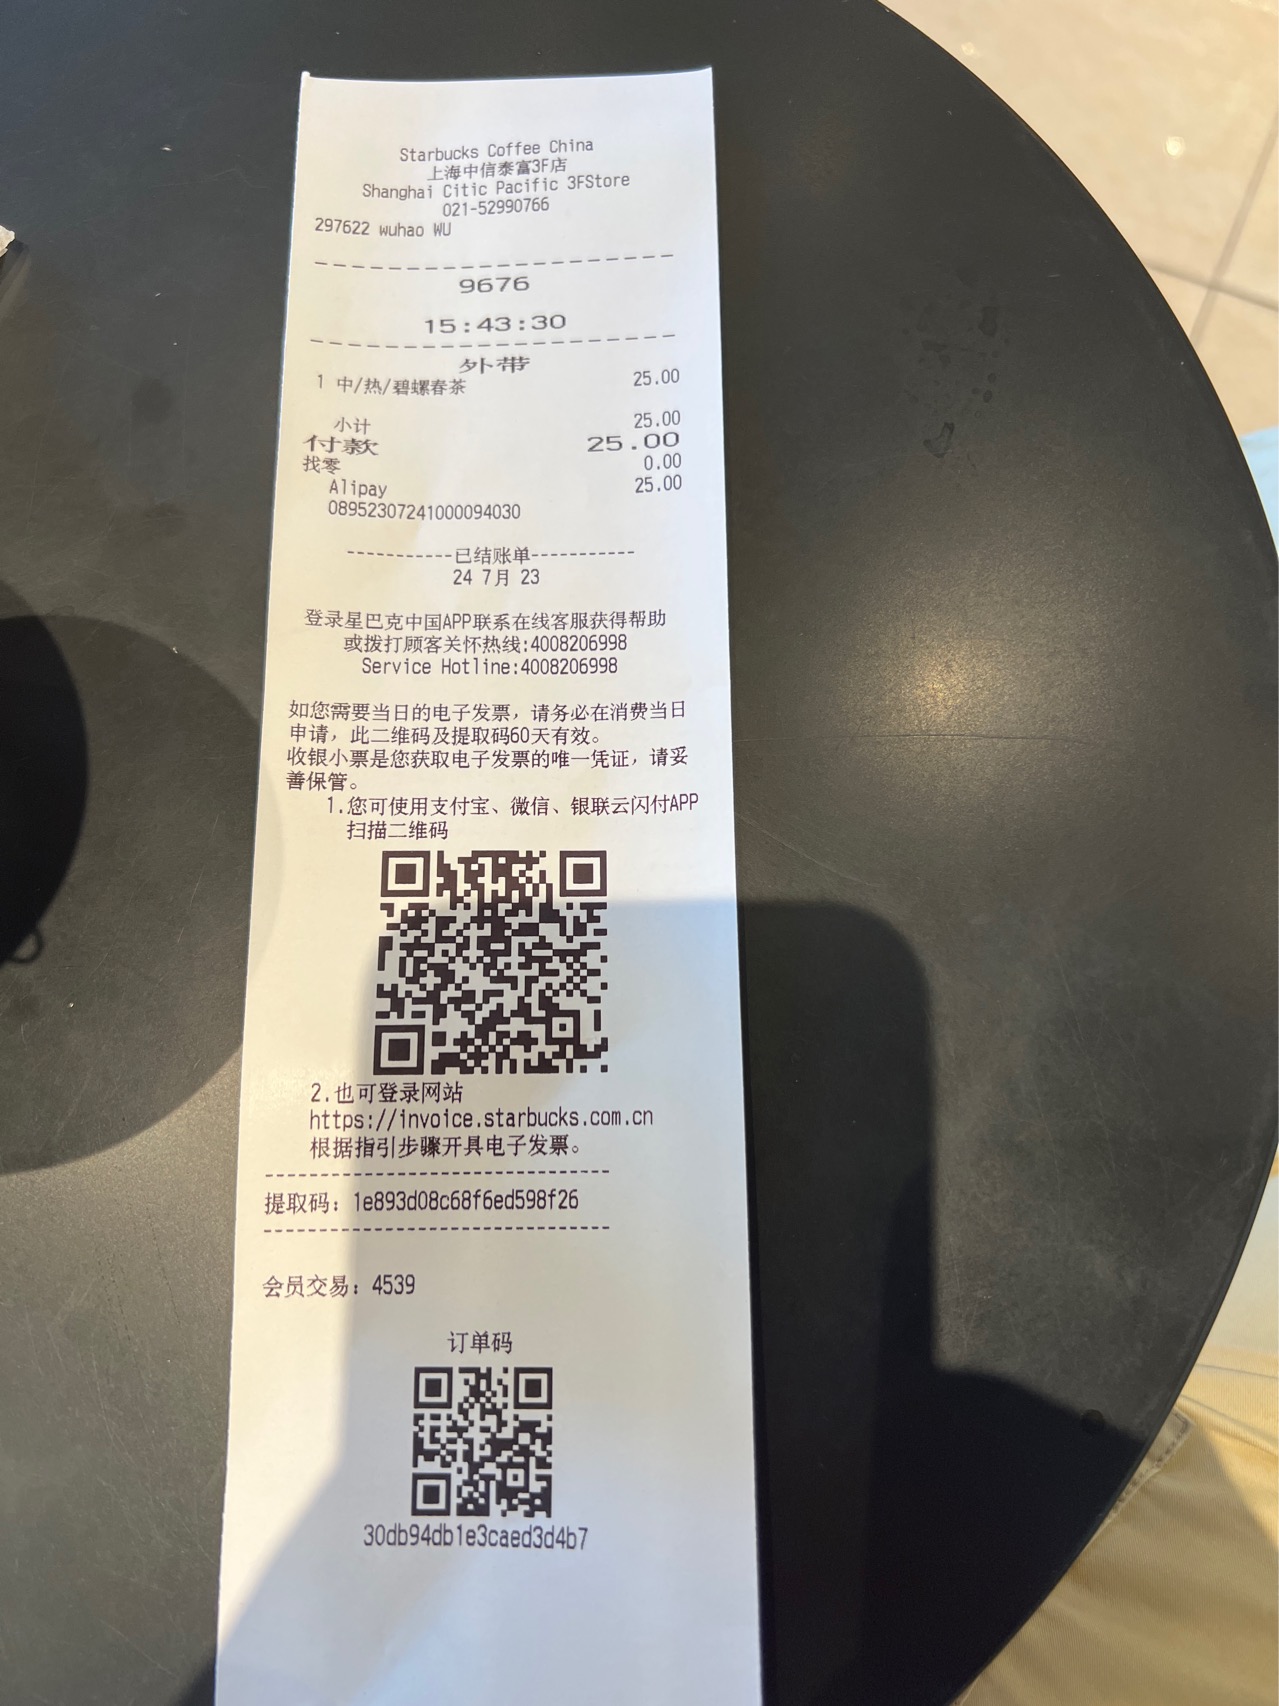 Starbucks Coffee China
上海中信泰富3F店
Shanghai Citic Pacific 3FStore
021-52990766
297622 wuhao WU
9676
15:43:30
外带
1 中/热/碧螺春茶 25.00
小计 25.00
付款 25.00
找零 0.00
Alipay 25.00
08952307241000094030
-----------已结账单-----------
24 7月 23
登录星巴克中国APP联系在线客服获得帮助
或拨打顾客关怀热线:4008206998
Service Hotline:4008206998
如您需要当日的电子发票，请务必在消费当日
申请，此二维码及提取码60天有效。
收银小票是您获取电子发票的唯一凭证，请妥
善保管。
1.您可使用支付宝、微信、银联云闪付APP
扫描二维码
2.也可登录网站
https://invoice.starbucks.com.cn
根据指引步骤开具电子发票。
提取码：1e893d08c68f6ed598f26
会员交易：4539
订单码
30db94db1e3caed3d4b7